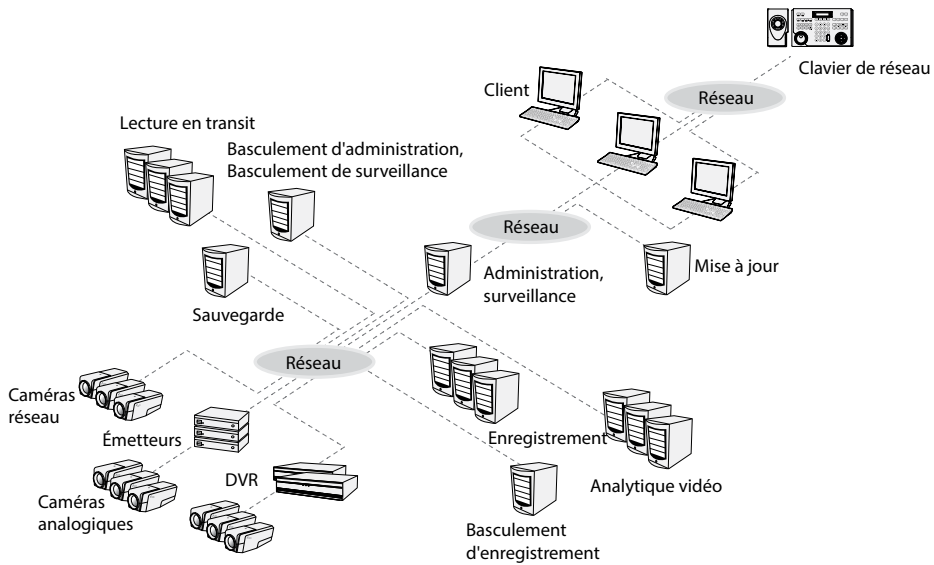 Clavier de réseau
Client
Réseau
Lecture en transit
Basculement d'administration,
Basculement de surveillance
Réseau
Administration,
surveillance
Mise à jour
Sauvegarde
Réseau
Caméras
réseau
Émetteurs
Enregistrement
DVR
Analytique vidéo
Caméras
analogiques
Basculement
d'enregistrement